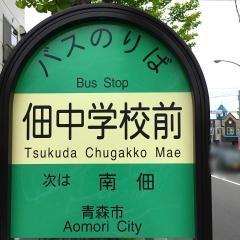 バスのりば
Bus Stop
佃中学校前
Tsukuda Chugakko Mae
次は 南佃
青森市
Aomori City